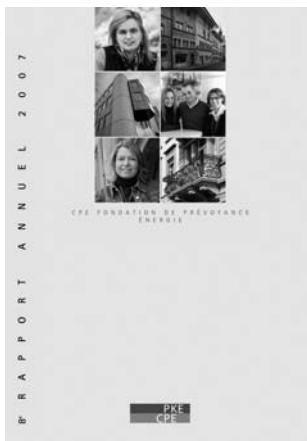 8e RAPPORT ANNUEL 2007
CPE FONDATION DE PRÉVOYANCE
ÉNERGIE
PKE
CPE